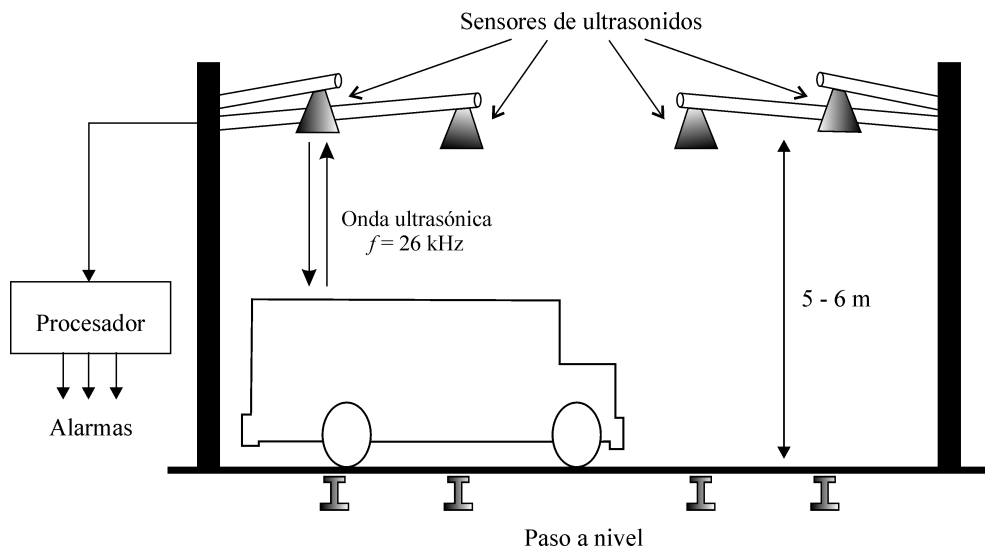 Sensores de ultrasonidos
Onda ultrasónica
f = 26 kHz
5 - 6 m
Procesador
Alarmas
Paso a nivel